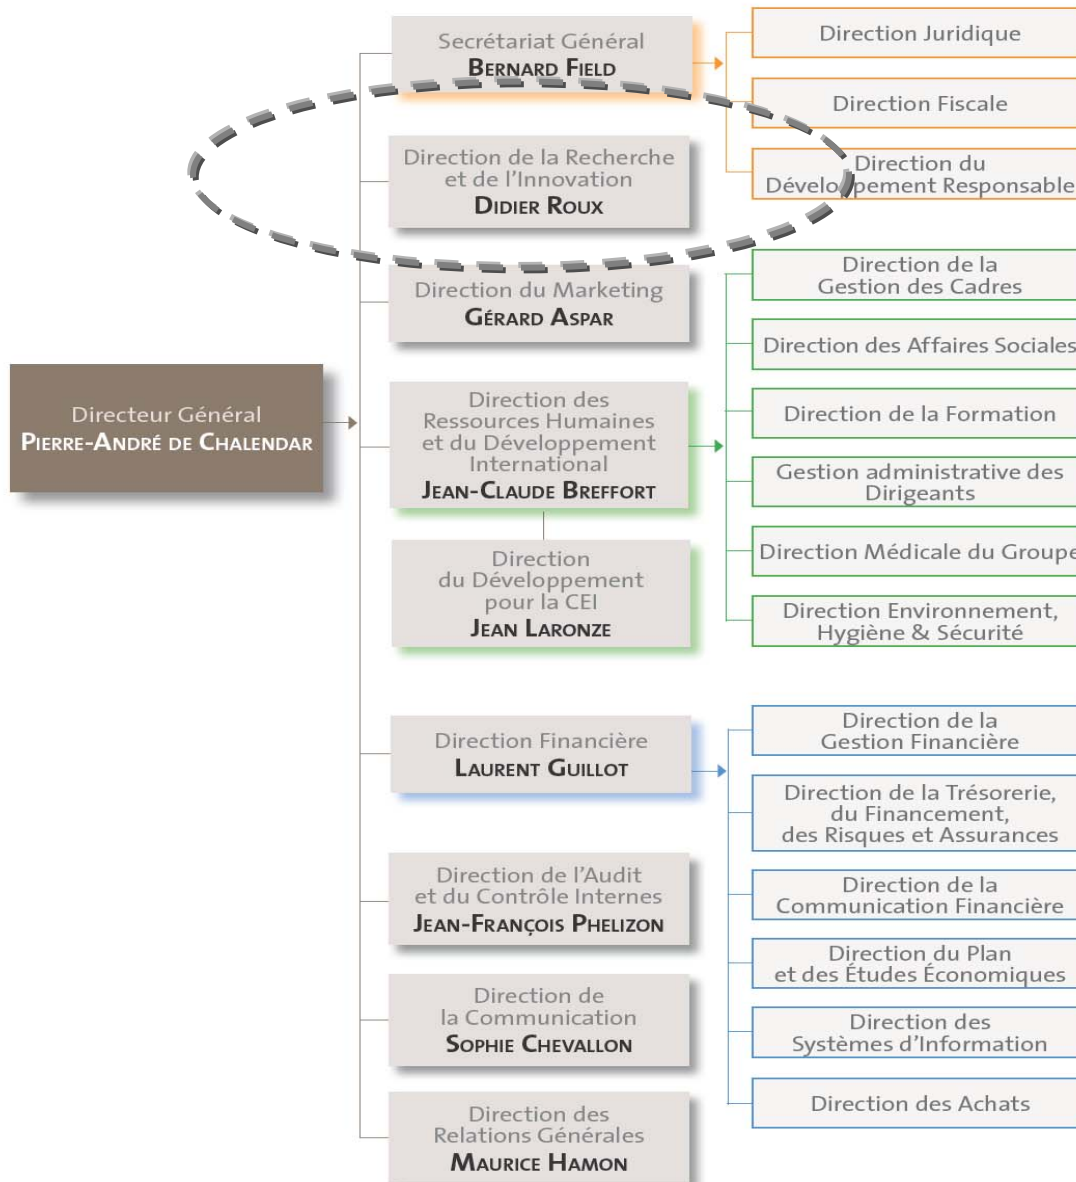 Directeur Général
PIERRE-ANDRÉ DE CHALENDAR
Secrétariat Général
BERNARD FIELD
Direction de la Recherche
et de l'Innovation
DIDIER ROUX
Direction du Marketing
GÉRARD ASPAR
Direction des
Ressources Humaines
et du Développement
International
JEAN-CLAUDE BREFFORT
Direction
du Développement
pour la CEI
JEAN LARONZE
Direction Financière
LAURENT GUILLOT
Direction de l'Audit
et du Contrôle Internes
JEAN-FRANÇOIS PHELIZON
Direction de
la Communication
SOPHIE CHEVALLON
Direction des
Relations Générales
MAURICE HAMON
Direction Juridique
Direction Fiscale
Direction du
Développement Responsable
Direction de la
Gestion des Cadres
Direction des Affaires Sociales
Direction de la Formation
Gestion administrative des
Dirigeants
Direction Médicale du Groupe
Direction Environnement,
Hygiène & Sécurité
Direction de la
Gestion Financière
Direction de la Trésorerie,
du Financement,
des Risques et Assurances
Direction de la
Communication Financière
Direction du Plan
et des Études Économiques
Direction des
Systèmes d'Information
Direction des Achats